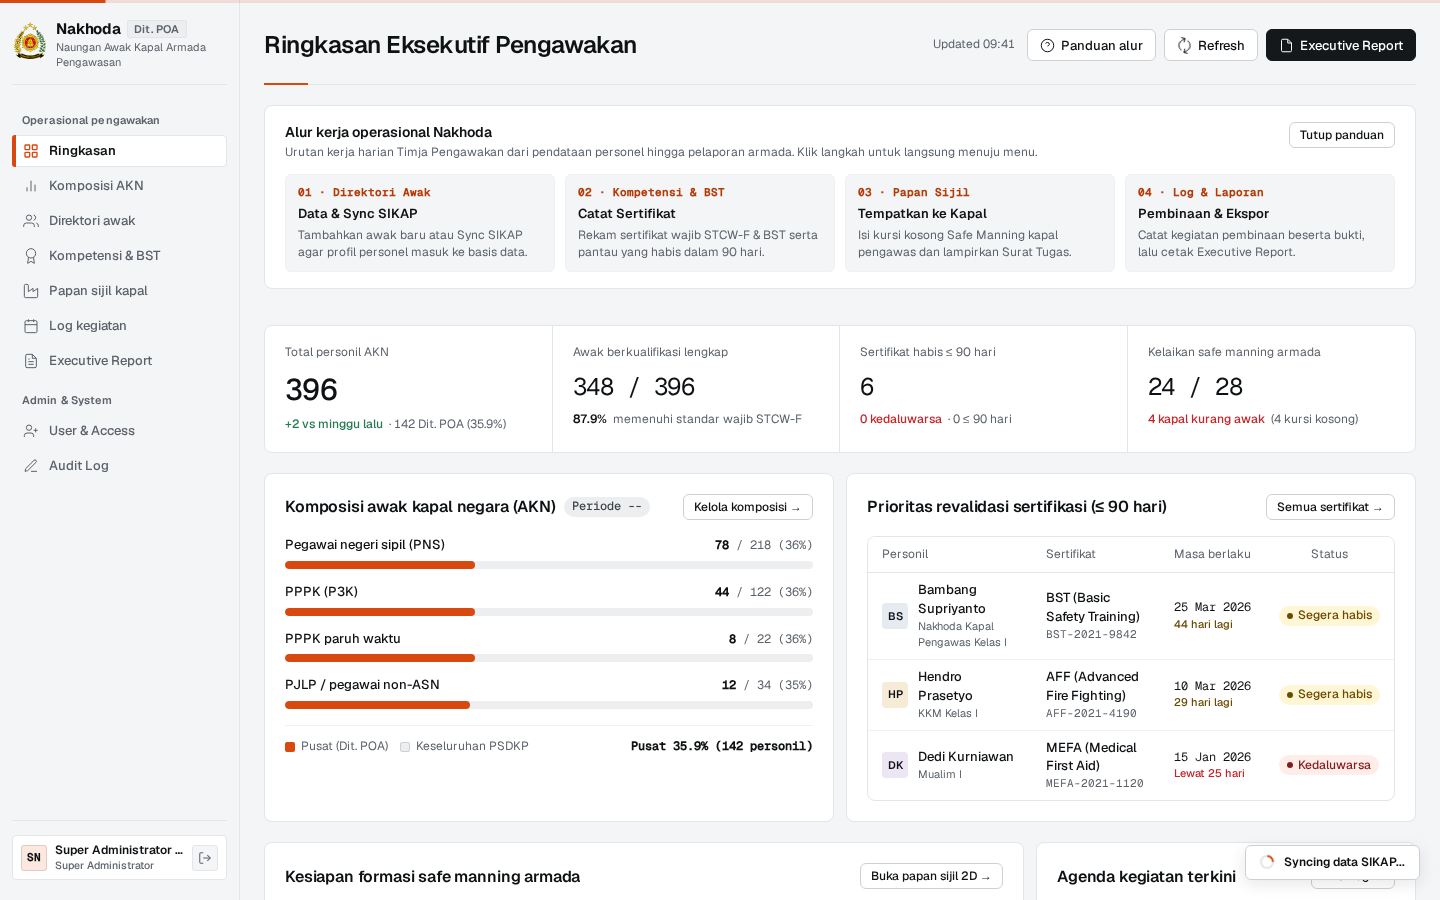 Nakhoda Dit. POA
Naungan Awak Kapal Armada
Pengawasan
Operasional pengawakan
Ringkasan
Komposisi AKN
Direktori awak
Kompetensi & BST
Papan sijil kapal
Log kegiatan
Executive Report
Admin & System
User & Access
Audit Log
SN
Super Administrator ...
Super Administrator
Ringkasan Eksekutif Pengawakan
Updated 09:41
Panduan alur
Refresh
Executive Report
Alur kerja operasional Nakhoda
Urutan kerja harian Timja Pengawakan dari pendataan personel hingga pelaporan armada. Klik langkah untuk langsung menuju menu.
Tutup panduan
01 · Direktori Awak
Data & Sync SIKAP
Tambahkan awak baru atau Sync SIKAP
agar profil personel masuk ke basis data.
02 · Kompetensi & BST
Catat Sertifikat
Rekam sertifikat wajib STCW-F & BST serta
pantau yang habis dalam 90 hari.
03 · Papan Sijil
Tempatkan ke Kapal
Isi kursi kosong Safe Manning kapal
pengawas dan lampirkan Surat Tugas.
04 · Log & Laporan
Pembinaan & Ekspor
Catat kegiatan pembinaan beserta bukti,
lalu cetak Executive Report.
Total personil AKN
396
+2 vs minggu lalu · 142 Dit. POA (35.9%)
Awak berkualifikasi lengkap
348 / 396
87.9% memenuhi standar wajib STCW-F
Sertifikat habis ≤ 90 hari
6
0 kedaluwarsa · 0 ≤ 90 hari
Kelaikan safe manning armada
24 / 28
4 kapal kurang awak (4 kursi kosong)
Komposisi awak kapal negara (AKN) Periode --
Kelola komposisi →
Pegawai negeri sipil (PNS) 78 / 218 (36%)
PPPK (P3K) 44 / 122 (36%)
PPPK paruh waktu 8 / 22 (36%)
PJLP / pegawai non-ASN 12 / 34 (35%)
Pusat (Dit. POA) Keseluruhan PSDKP Pusat 35.9% (142 personil)
Prioritas revalidasi sertifikasi (≤ 90 hari)
Semua sertifikat →
Personil Sertifikat Masa berlaku Status
BS
Bambang
Supriyanto
Nakhoda Kapal
Pengawas Kelas I
BST (Basic
Safety Training)
BST-2021-9842
25 Mar 2026
44 hari lagi
Segera habis
HP
Hendro
Prasetyo
KKM Kelas I
AFF (Advanced
Fire Fighting)
AFF-2021-4190
10 Mar 2026
29 hari lagi
Segera habis
DK
Dedi Kurniawan
Mualim I
MEFA (Medical
First Aid)
MEFA-2021-1120
15 Jan 2026
Lewat 25 hari
Kedaluwarsa
Kesiapan formasi safe manning armada
Buka papan sijil 2D →
Agenda kegiatan terkini
Syncing data SIKAP...